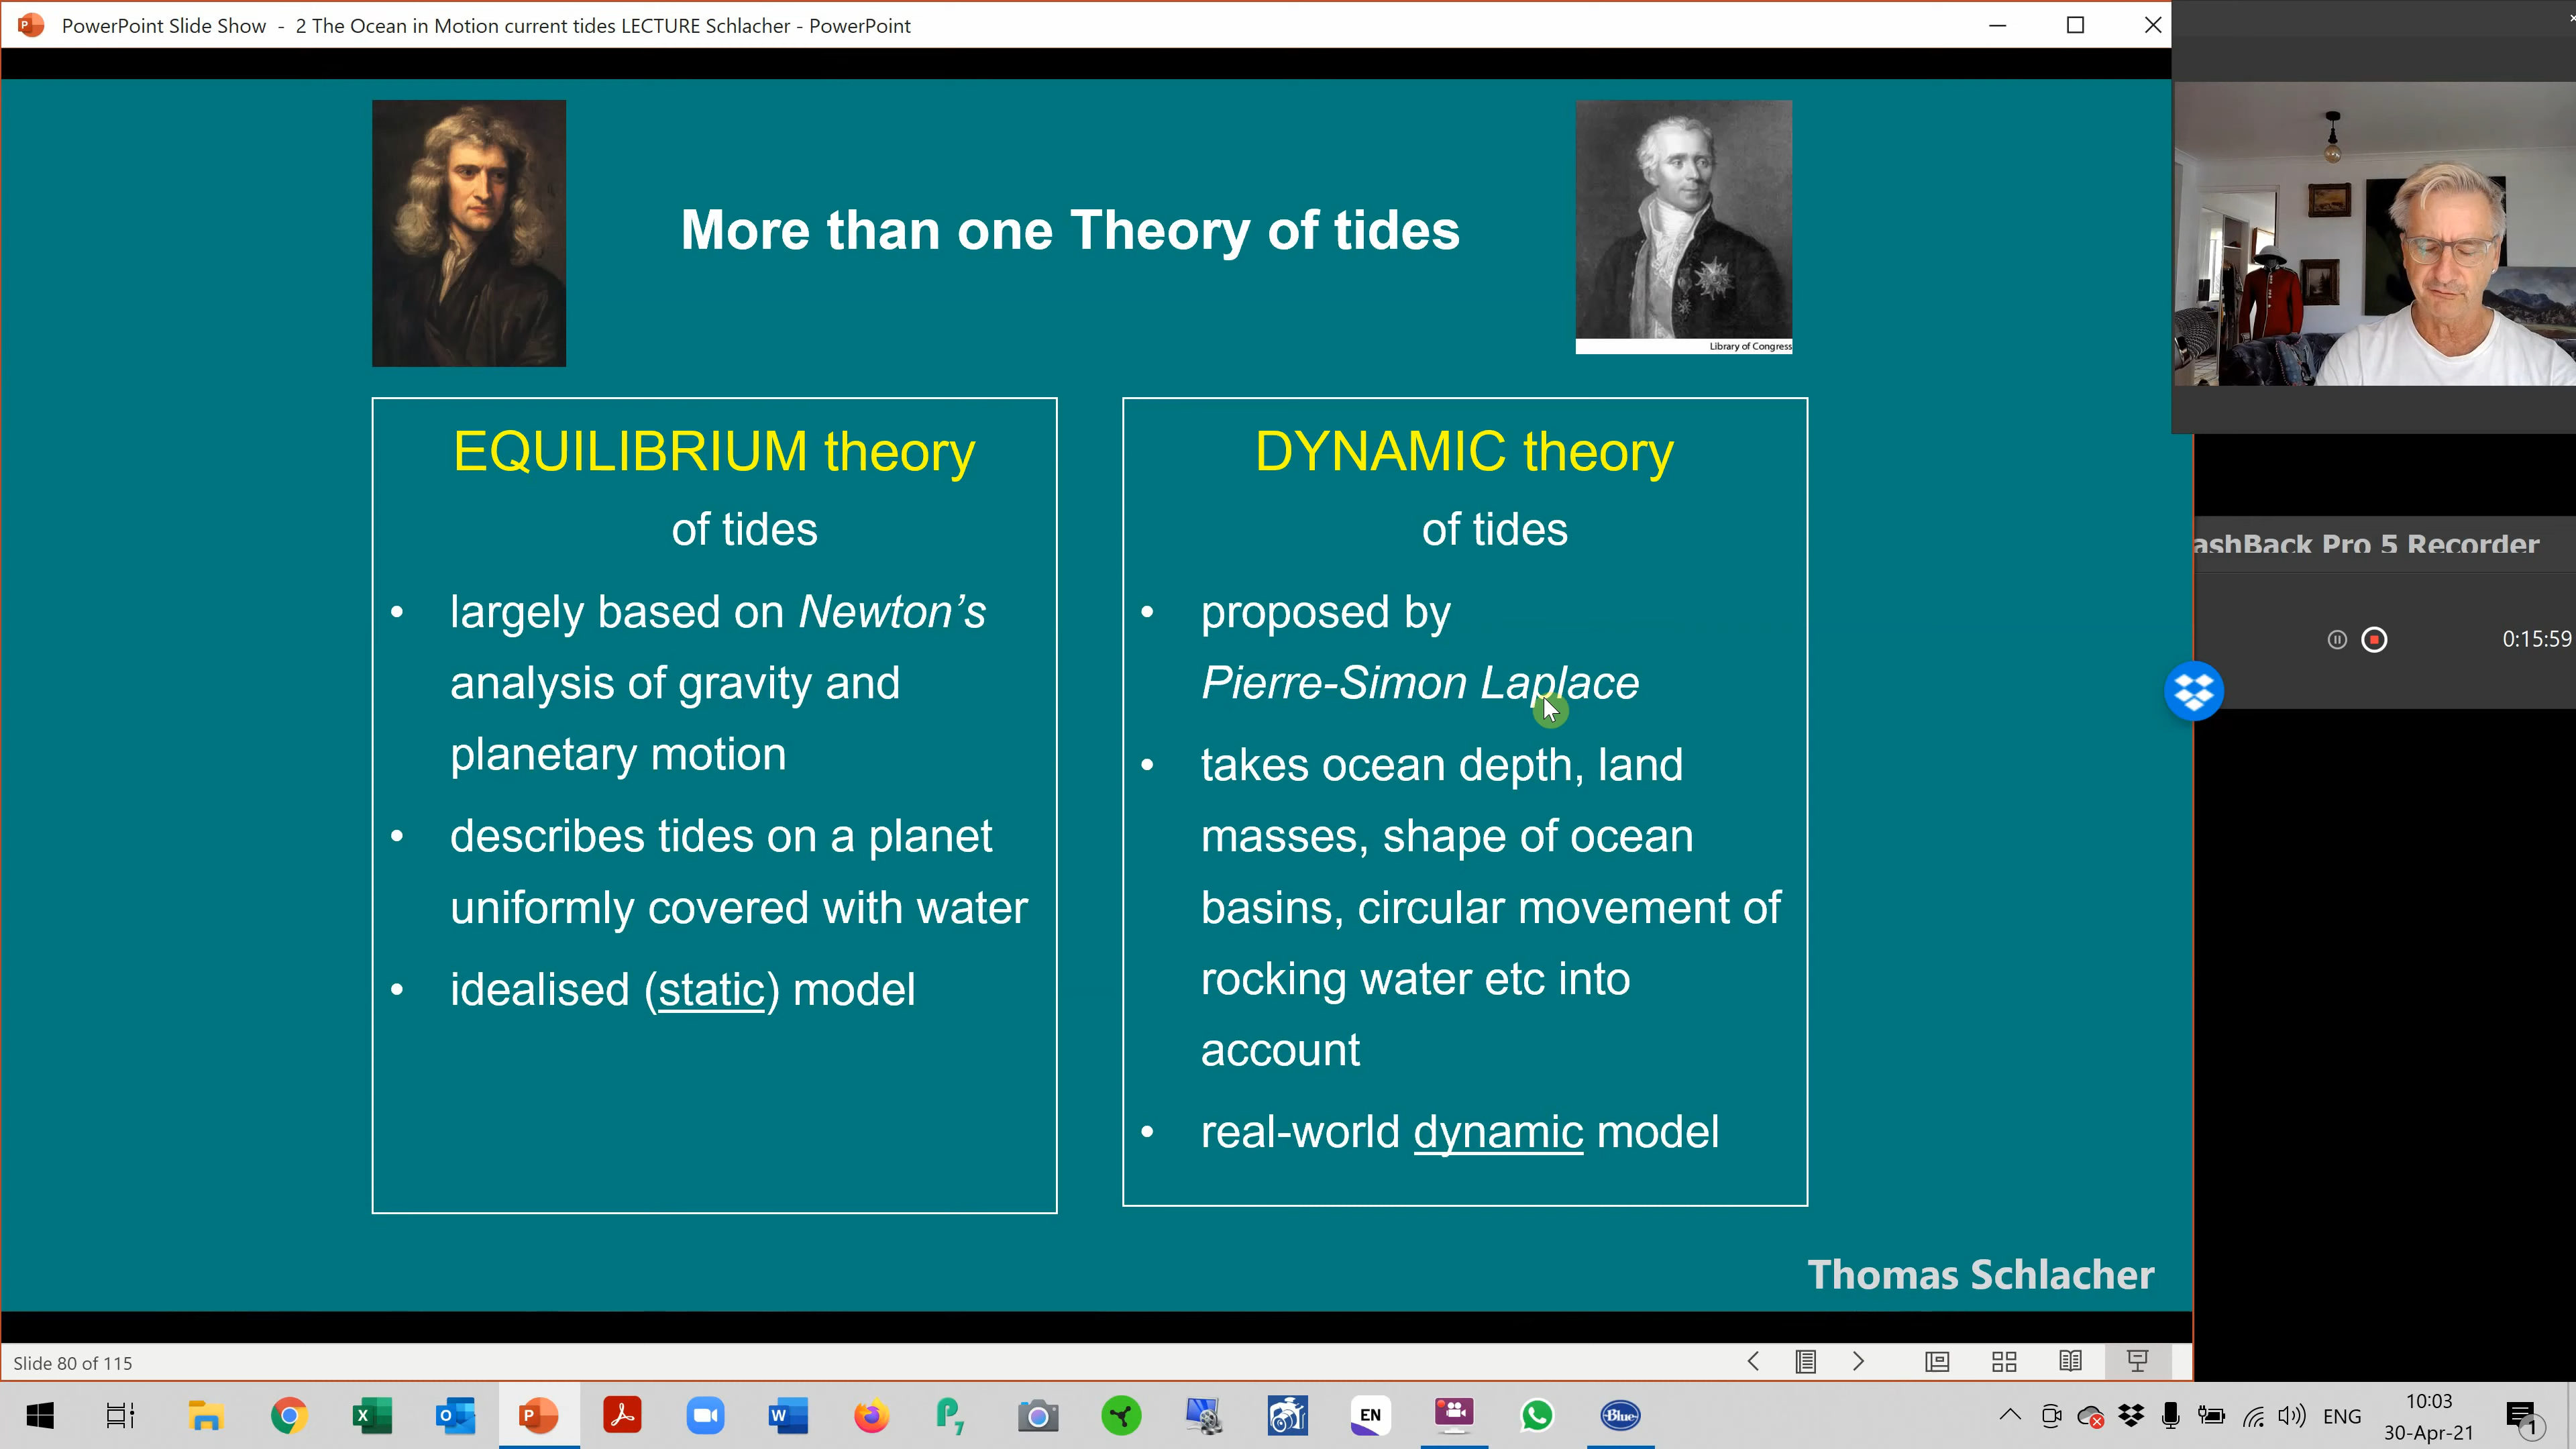 PowerPoint Slide Show - 2 The Ocean in Motion current tides LECTURE Schlacher - PowerPoint
Library of Congress
More than one Theory of tides
EQUILIBRIUM theory
of tides
• largely based on Newton's
analysis of gravity and
planetary motion
• describes tides on a planet
uniformly covered with water
• idealised (static) model
DYNAMIC theory
of tides
• proposed by
Pierre-Simon Laplace
• takes ocean depth, land
masses, shape of ocean
basins, circular movement of
rocking water etc into
account
• real-world dynamic model
Thomas Schlacher
ashBack Pro 5 Recorder
0:15:59
Slide 80 of 115
EN
Blue
ENG
10:03
30-Apr-21
1